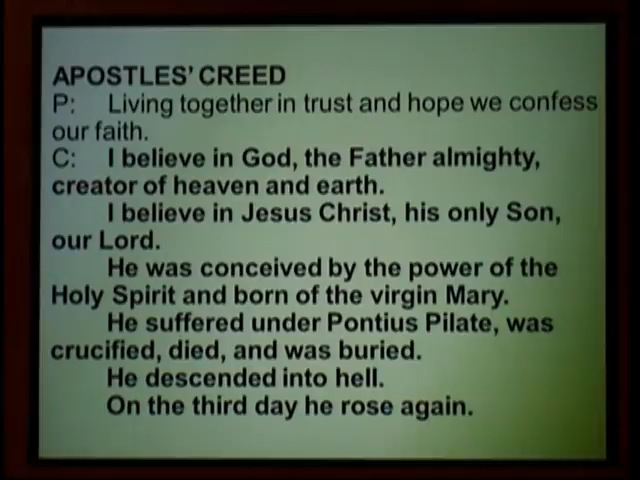 APOSTLES' CREED
P: Living together in trust and hope we confess
our faith.
C: I believe in God, the Father almighty,
creator of heaven and earth.
I believe in Jesus Christ, his only Son,
our Lord.
He was conceived by the power of the
Holy Spirit and born of the virgin Mary.
He suffered under Pontius Pilate, was
crucified, died, and was buried.
He descended into hell.
On the third day he rose again.